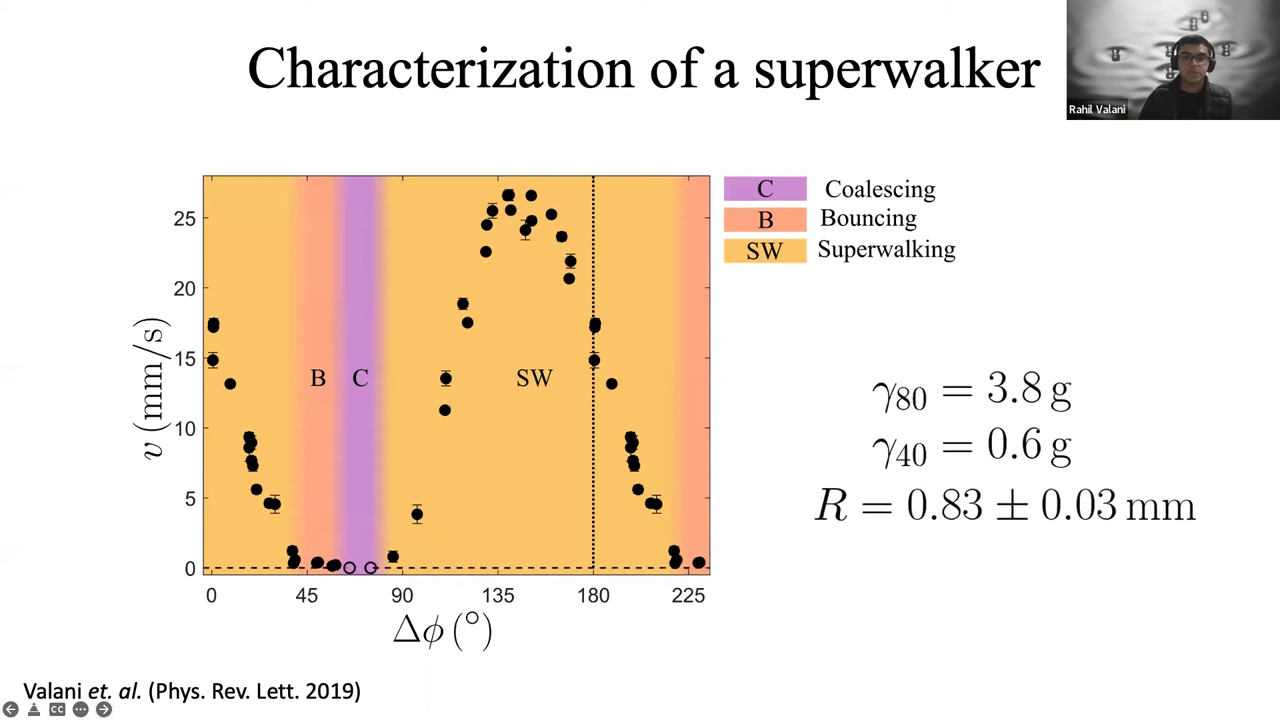 Characterization of a superwalker
Rahil Valani
C Coalescing
B Bouncing
SW Superwalking
v (mm/s)
25
20
15
10
5
0
B C SW
0 45 90 135 180 225
Δϕ (°)
γ₈₀ = 3.8 g
γ₄₀ = 0.6 g
R = 0.83 ± 0.03 mm
Valani et. al. (Phys. Rev. Lett. 2019)
CC